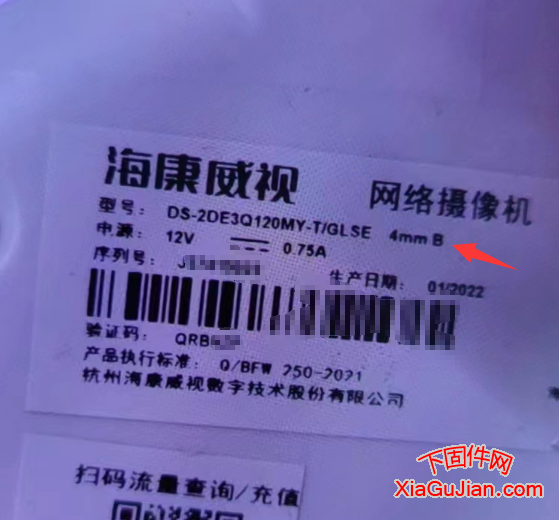 海康威视 网络摄像机
型号: DS-2DE3Q120MY-T/GLSE 4mm B
电源: 12V 0.75A
序列号: 生产日期: 01/2022
验证码: QRB
产品执行标准: Q/BFW 250-2021
杭州海康威视数字技术股份有限公司
扫码流量查询/充值
下固件网
XiaGuJian.com